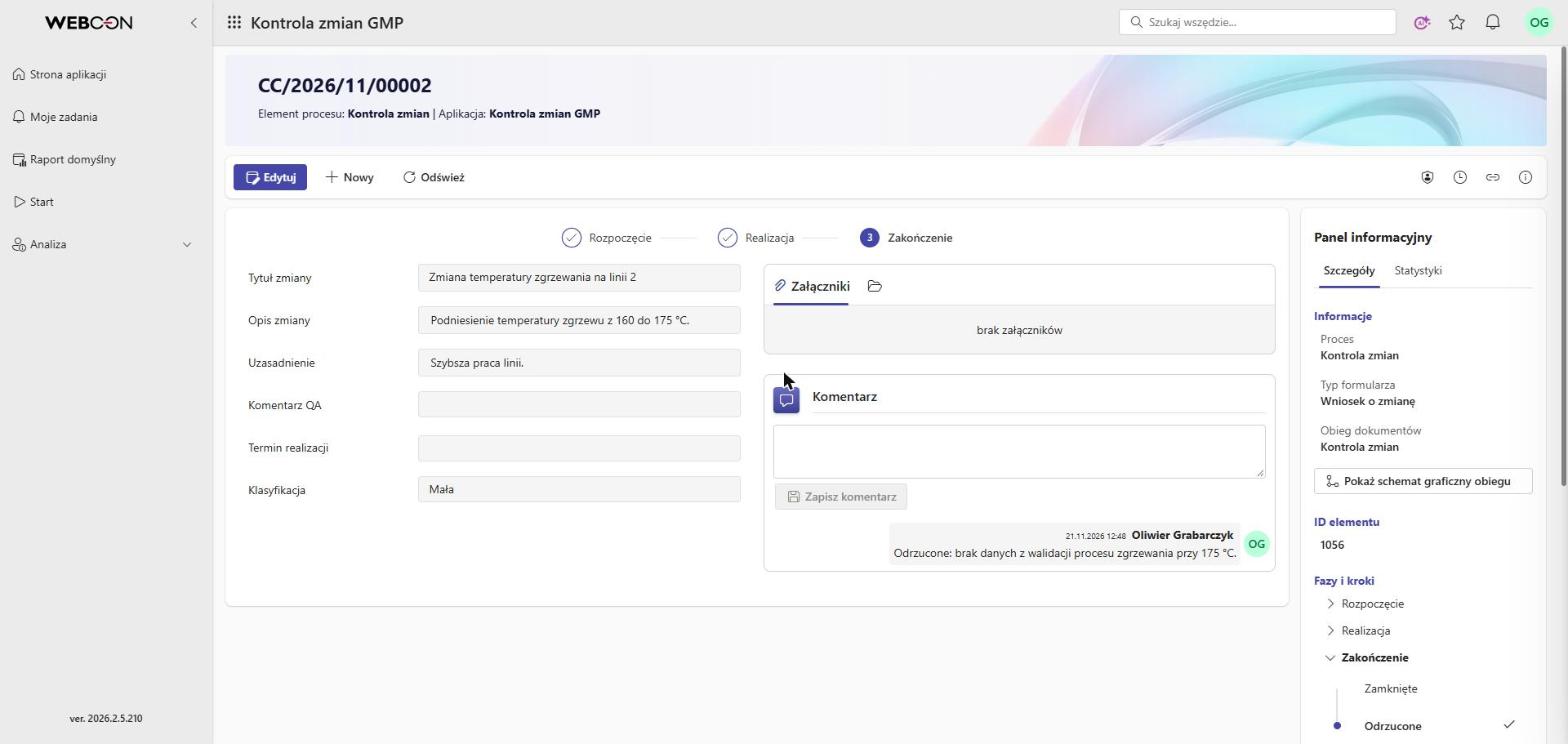 WEBCON
Kontrola zmian GMP
Szukaj wszędzie...
OG
Strona aplikacji
Moje zadania
Raport domyślny
Start
Analiza
ver. 2026.2.5.210
CC/2026/11/00002
Element procesu: Kontrola zmian | Aplikacja: Kontrola zmian GMP
Edytuj
Nowy
Odśwież
Rozpoczęcie
Realizacja
3 Zakończenie
Tytuł zmiany
Zmiana temperatury zgrzewania na linii 2
Opis zmiany
Podniesienie temperatury zgrzewu z 160 do 175 °C.
Uzasadnienie
Szybsza praca linii.
Komentarz QA
Termin realizacji
Klasyfikacja
Mała
Załączniki
brak załączników
Komentarz
Zapisz komentarz
21.11.2026 12:48 Oliwier Grabarczyk
Odrzucone: brak danych z walidacji procesu zgrzewania przy 175 °C.
OG
Panel informacyjny
Szczegóły
Statystyki
Informacje
Proces
Kontrola zmian
Typ formularza
Wniosek o zmianę
Obieg dokumentów
Kontrola zmian
Pokaż schemat graficzny obiegu
ID elementu
1056
Fazy i kroki
Rozpoczęcie
Realizacja
Zakończenie
Zamknięte
Odrzucone